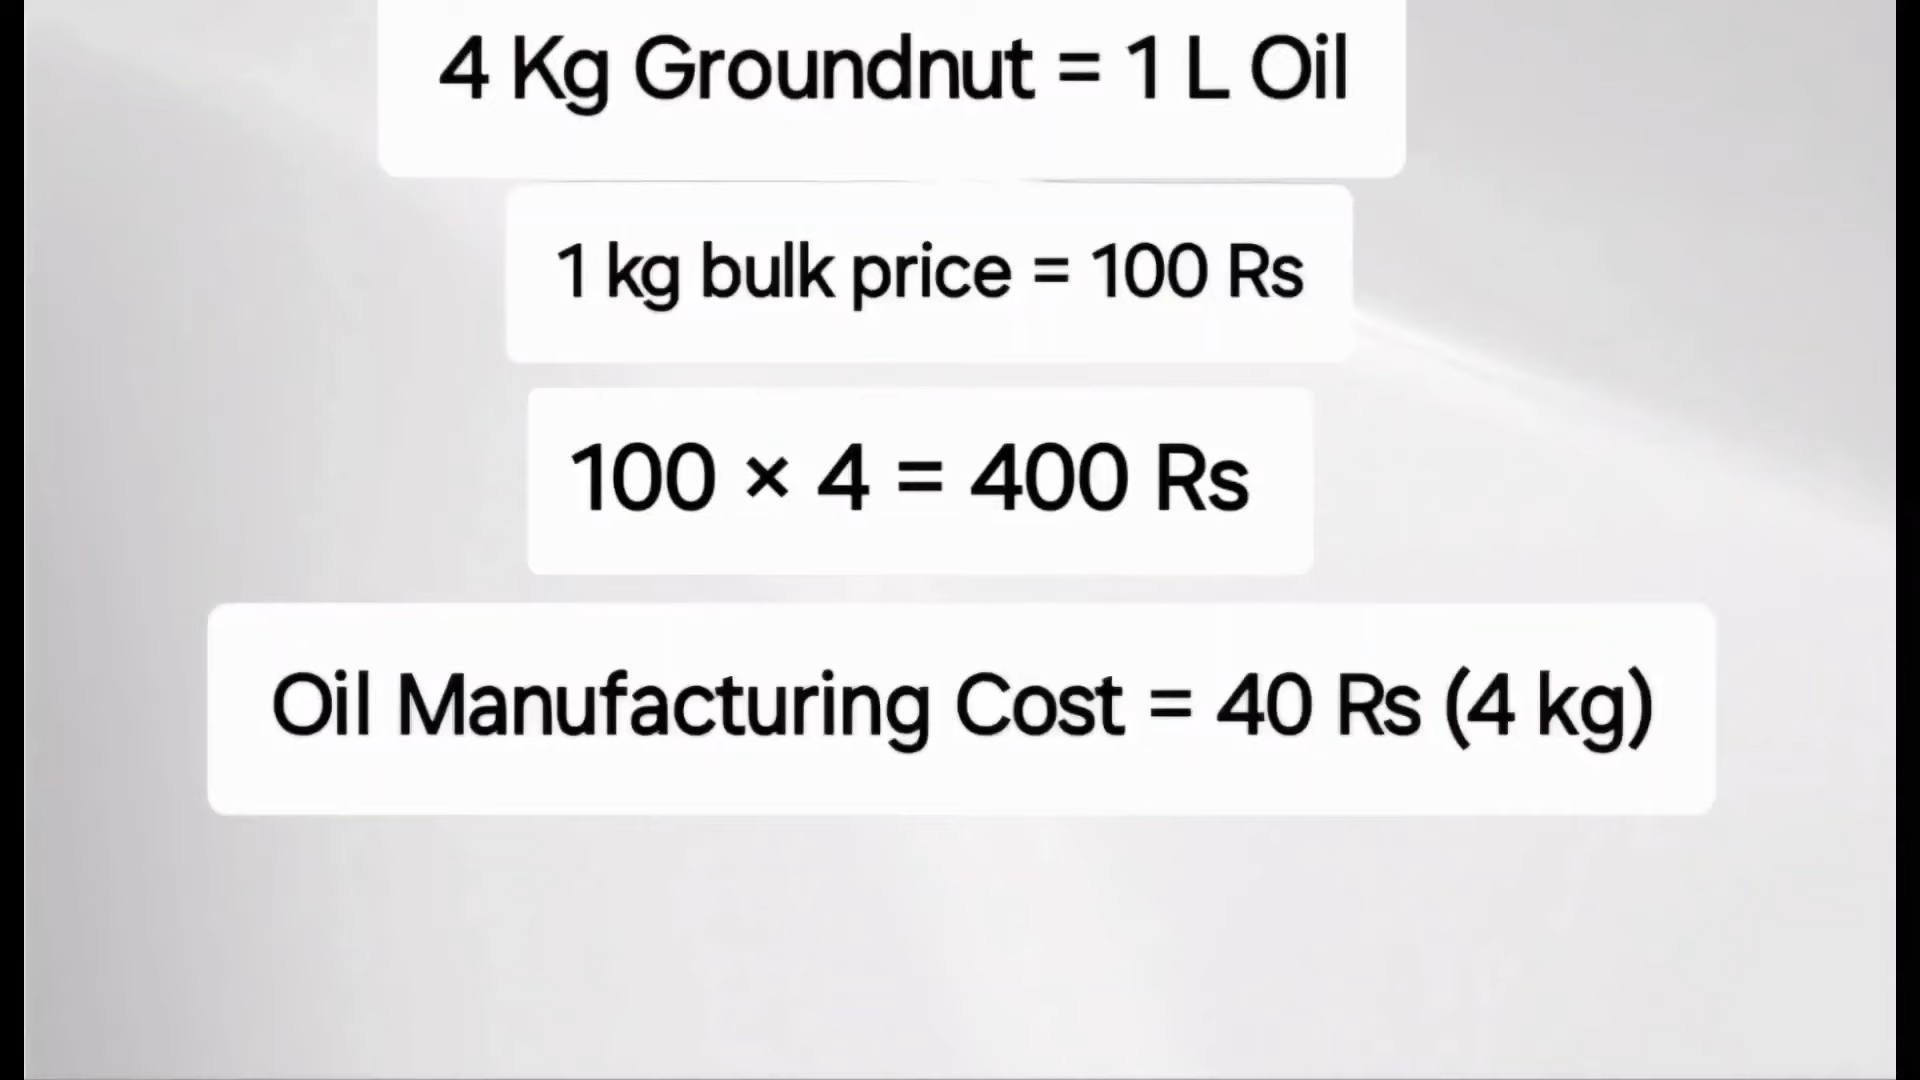 4 Kg Groundnut = 1 L Oil
1 kg bulk price = 100 Rs
100 × 4 = 400 Rs
Oil Manufacturing Cost = 40 Rs (4 kg)